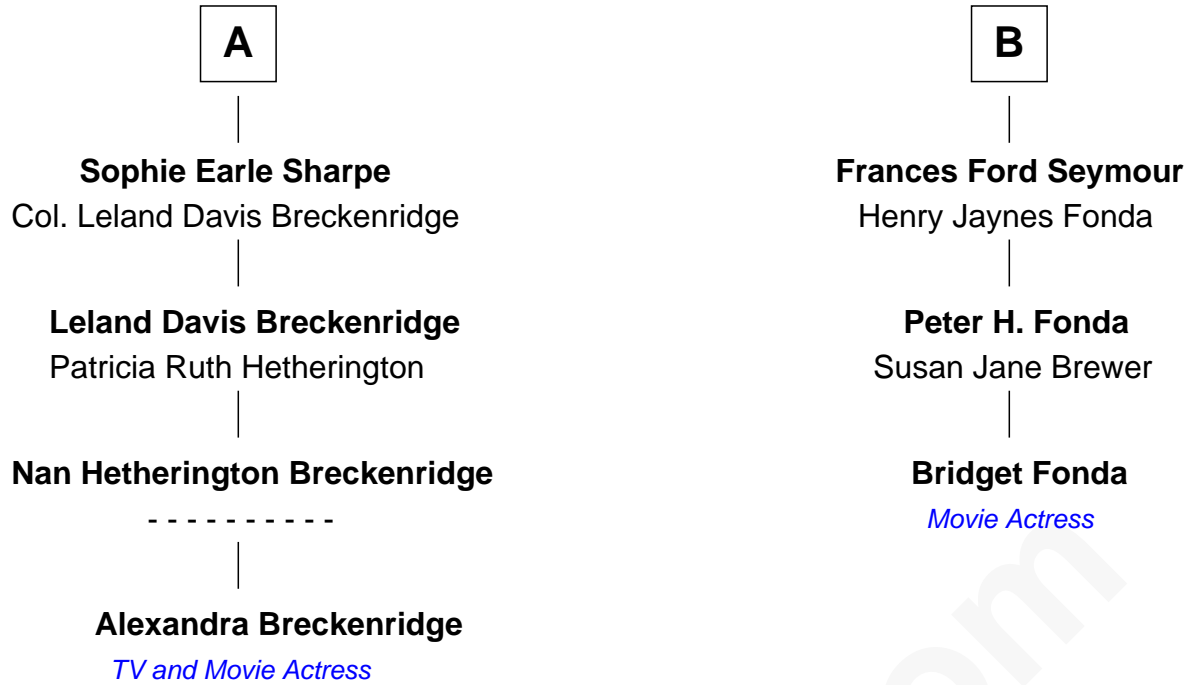 A
Sophie Earle Sharpe
Col. Leland Davis Breckenridge
Leland Davis Breckenridge
Patricia Ruth Hetherington
Nan Hetherington Breckenridge
- - - - - - - - - -
Alexandra Breckenridge
TV and Movie Actress
B
Frances Ford Seymour
Henry Jaynes Fonda
Peter H. Fonda
Susan Jane Brewer
Bridget Fonda
Movie Actress
om